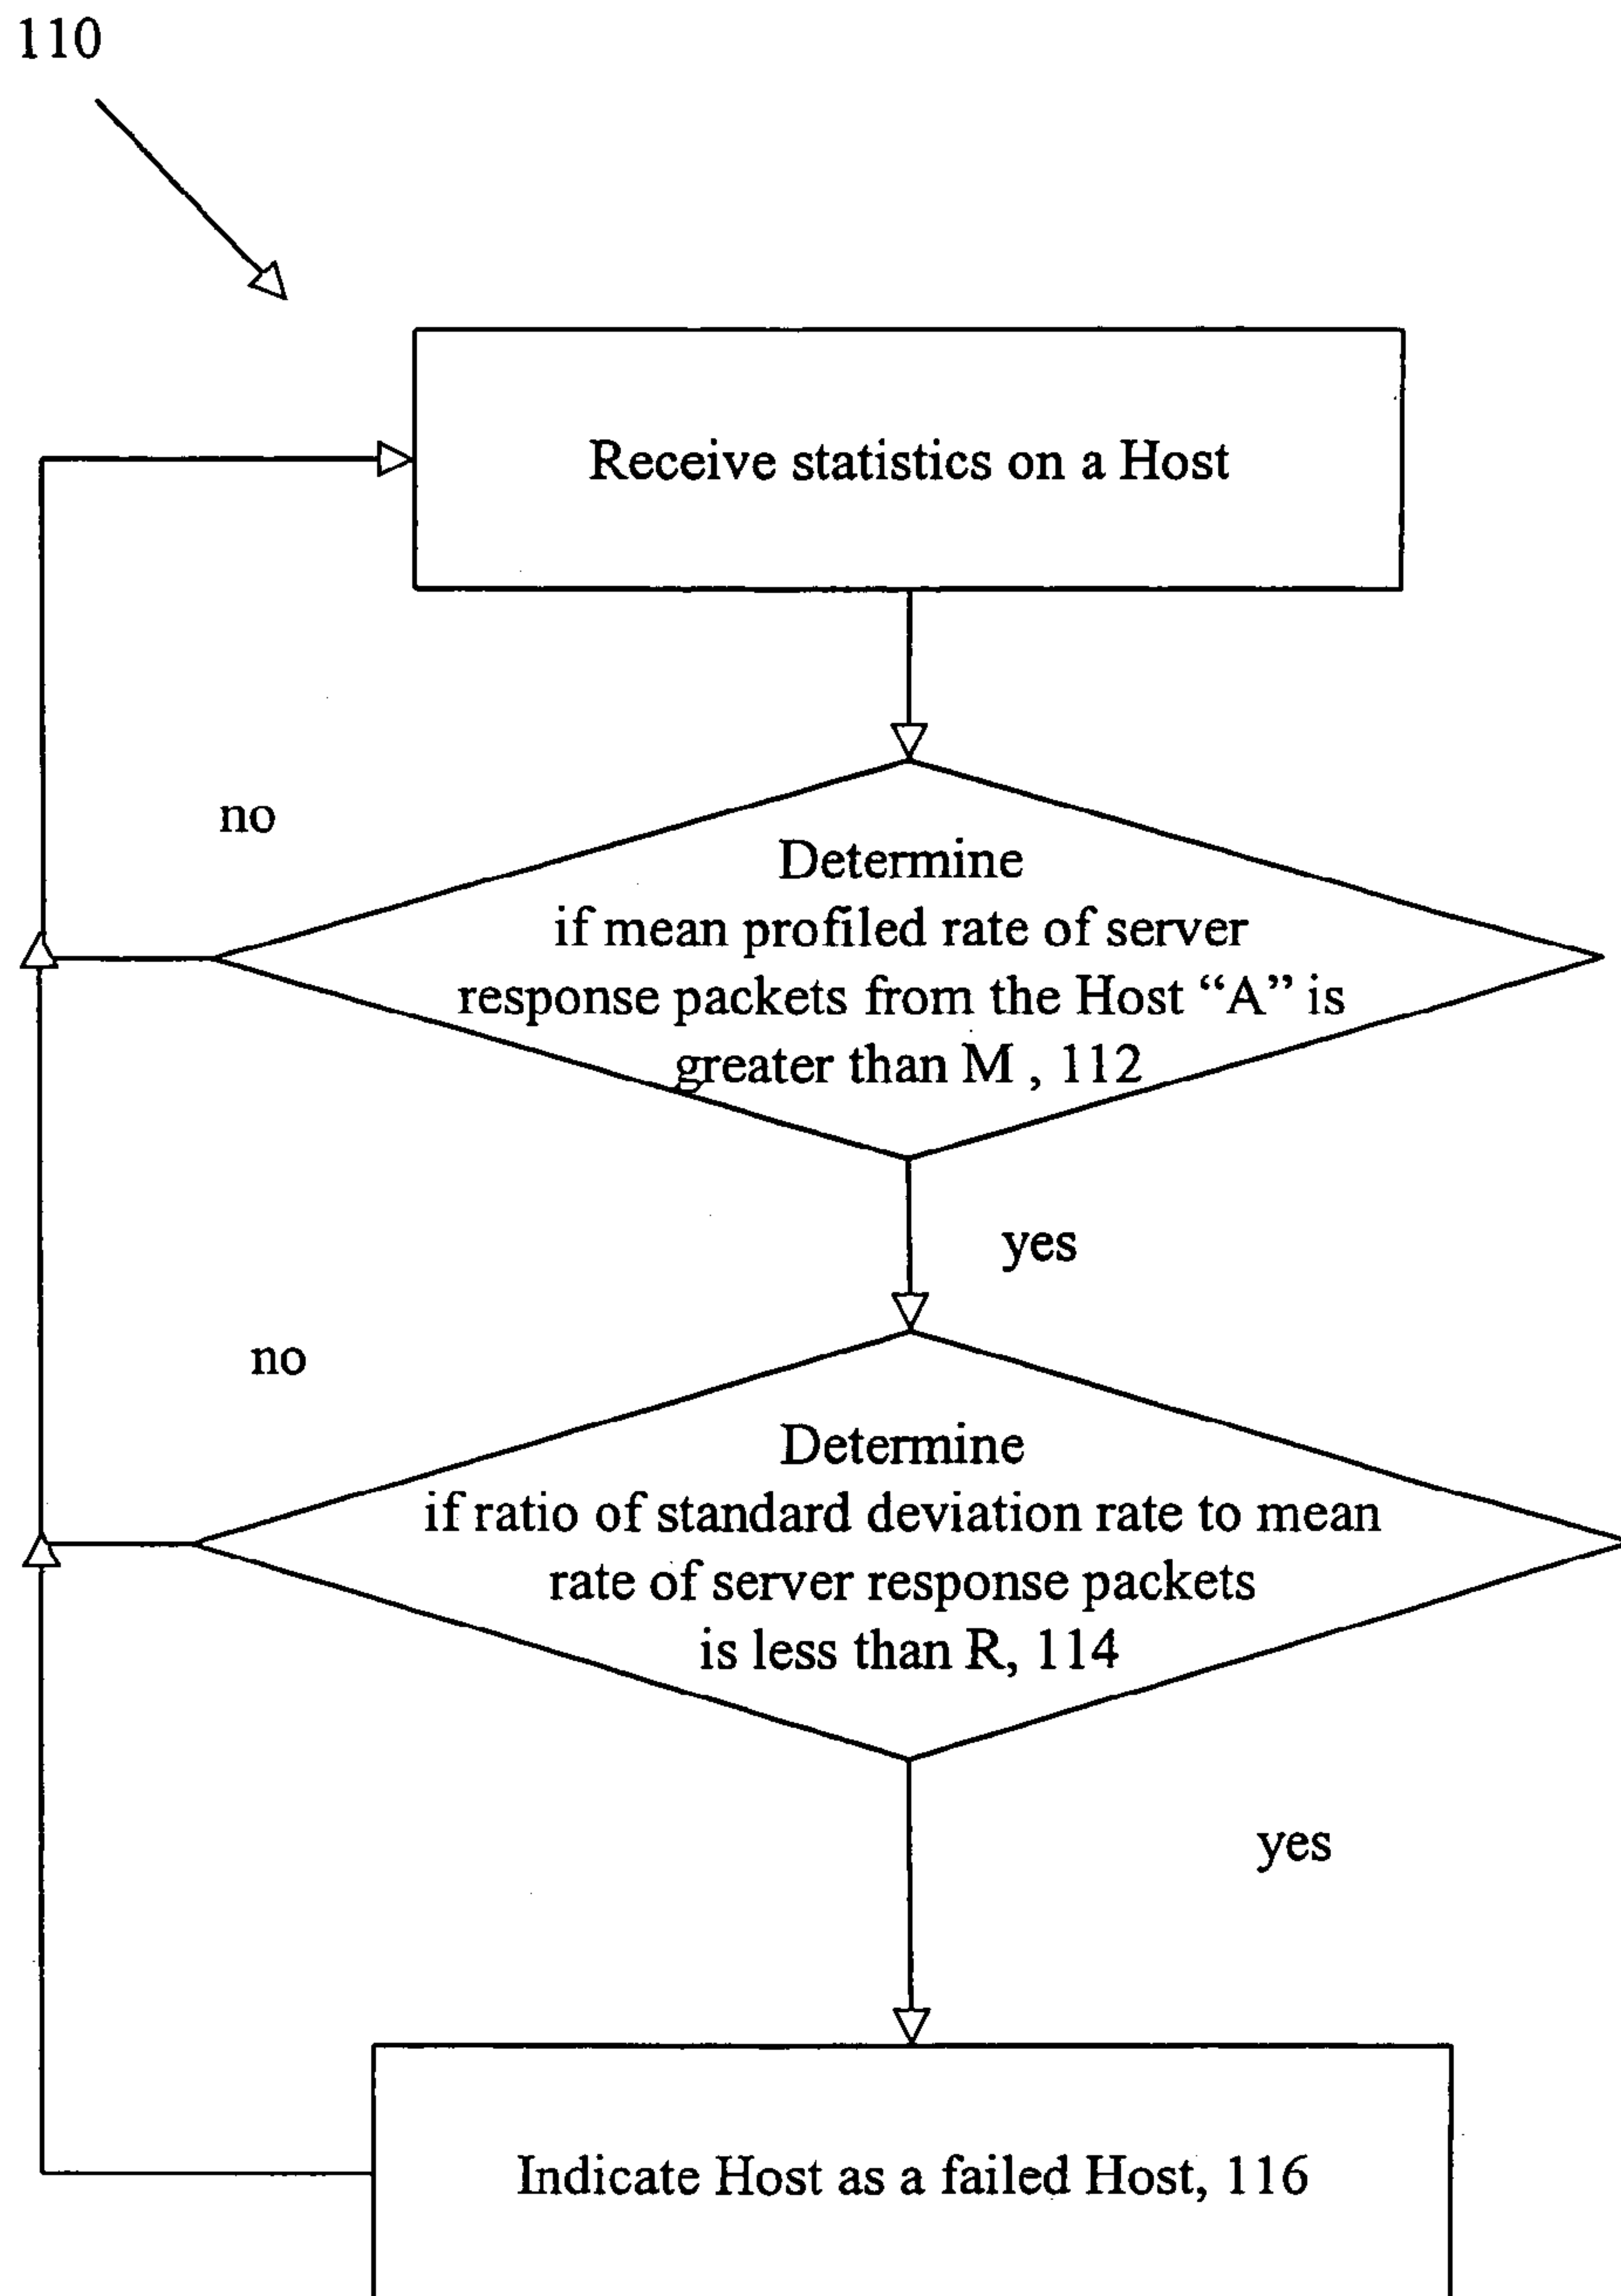 110
Receive statistics on a Host
no
Determine
if mean profiled rate of server
response packets from the Host “A” is
greater than M , 112
yes
no
Determine
if ratio of standard deviation rate to mean
rate of server response packets
is less than R, 114
yes
Indicate Host as a failed Host, 116